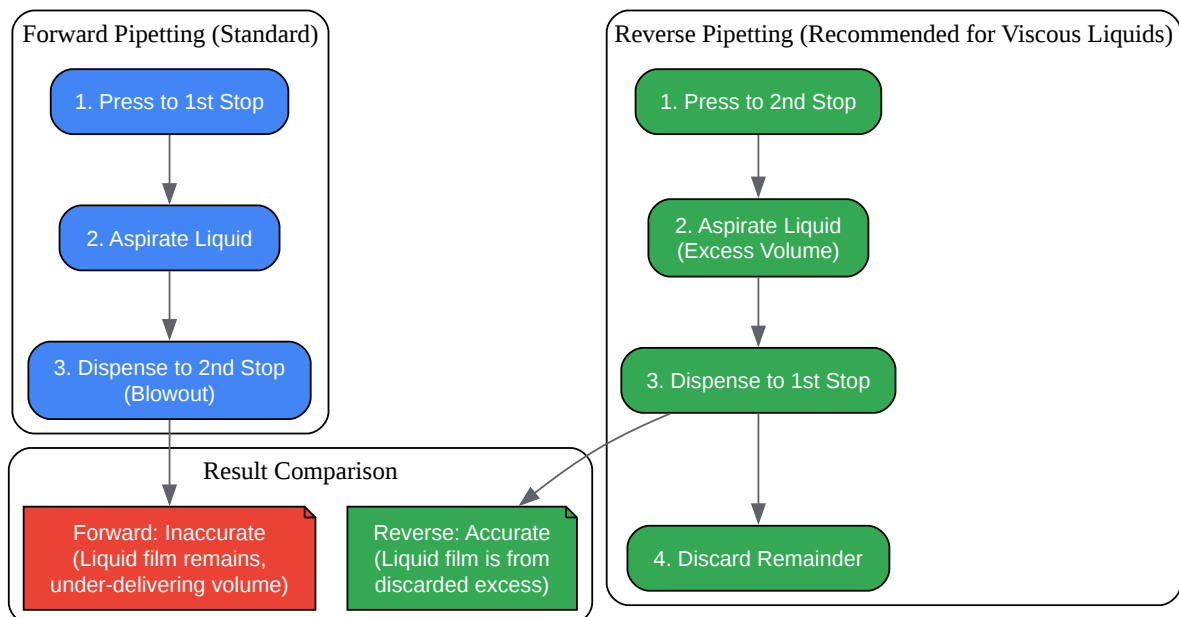 Forward Pipetting (Standard)
1. Press to 1st Stop
2. Aspirate Liquid
3. Dispense to 2nd Stop
(Blowout)
Reverse Pipetting (Recommended for Viscous Liquids)
1. Press to 2nd Stop
2. Aspirate Liquid
(Excess Volume)
3. Dispense to 1st Stop
4. Discard Remainder
Result Comparison
Forward: Inaccurate
(Liquid film remains,
under-delivering volume)
Reverse: Accurate
(Liquid film is from
discarded excess)